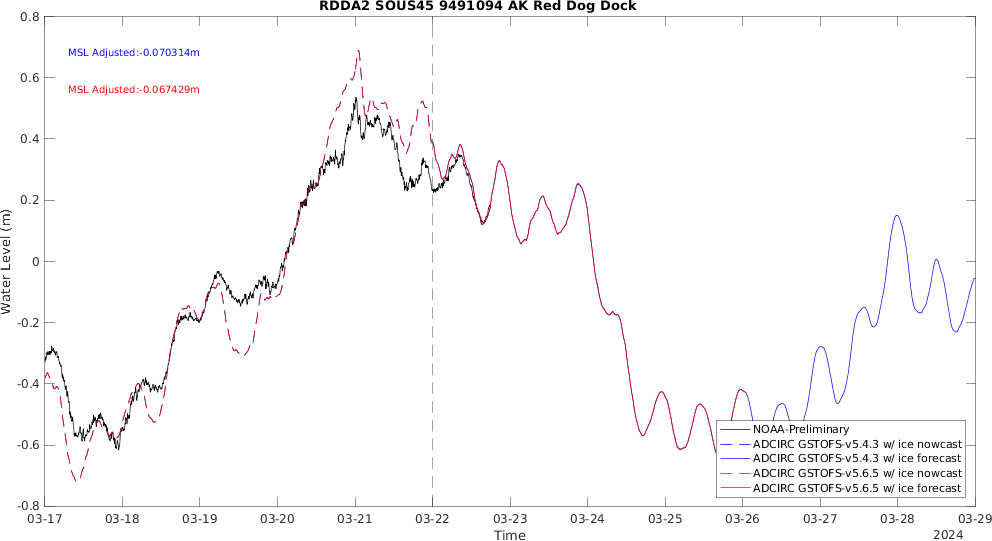 RDDA2 SOUS45 9491094 AK Red Dog Dock
MSL Adjusted:-0.070314m
MSL Adjusted:-0.067429m
Water Level (m)
0.8
0.6
0.4
0.2
0
-0.2
-0.4
-0.6
-0.8
NOAA-Preliminary
ADCIRC GSTOFS-v5.4.3 w/ ice nowcast
ADCIRC GSTOFS-v5.4.3 w/ ice forecast
ADCIRC GSTOFS-v5.6.5 w/ ice nowcast
ADCIRC GSTOFS-v5.6.5 w/ ice forecast
03-17 03-18 03-19 03-20 03-21 03-22 03-23 03-24 03-25 03-26 03-27 03-28 03-29
Time
2024